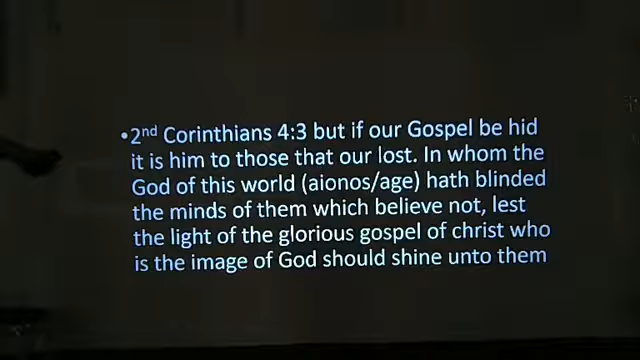 •2nd Corinthians 4:3 but if our Gospel be hid
it is him to those that our lost. In whom the
God of this world (aionos/age) hath blinded
the minds of them which believe not, lest
the light of the glorious gospel of christ who
is the image of God should shine unto them